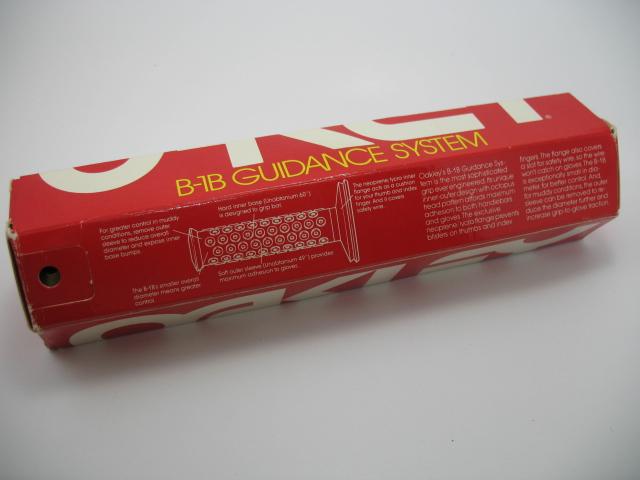 B-1B GUIDANCE SYSTEM
For greater control in muddy
conditions, remove outer
sleeve to reduce overall
diameter and expose inner
base bumps.
Hard inner base (Unobtanium 60°)
is designed to grip bar.
The neoprene/lycra inner
flange acts as a cushion
for your thumb and index
finger. And it covers
safety wire.
The B-1B's smaller overall
diameter means greater
control.
Soft outer sleeve (Unobtanium 49°) provides
maximum adhesion to gloves.
Oakley's B-1B Guidance Sys-
tem is the most sophisticated
grip ever engineered. Its unique
inner-outer design with octopus
head pattern affords maximum
adhesion to both handlebars
and gloves. The exclusive
neoprene lycra flange prevents
blisters on thumbs and index
fingers. The flange also covers
a slot for safety wire, so the wire
won't catch on gloves. The B-1B
is exceptionally small in dia-
meter, for better control. And,
for muddy conditions, the outer
sleeve can be removed to re-
duce the diameter further and
increase grip-to-glove traction.
OAKLEY